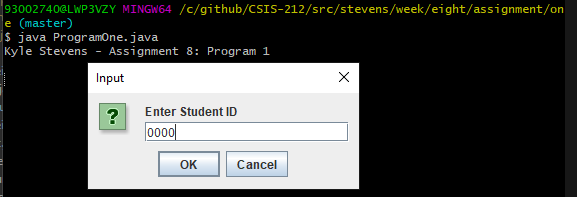 93002740@LWP3VZY MINGW64 /c/github/CSIS-212/src/stevens/week/eight/assignment/on
e (master)
$ java ProgramOne.java
Kyle Stevens - Assignment 8: Program 1
Input
Enter Student ID
0000
OK
Cancel